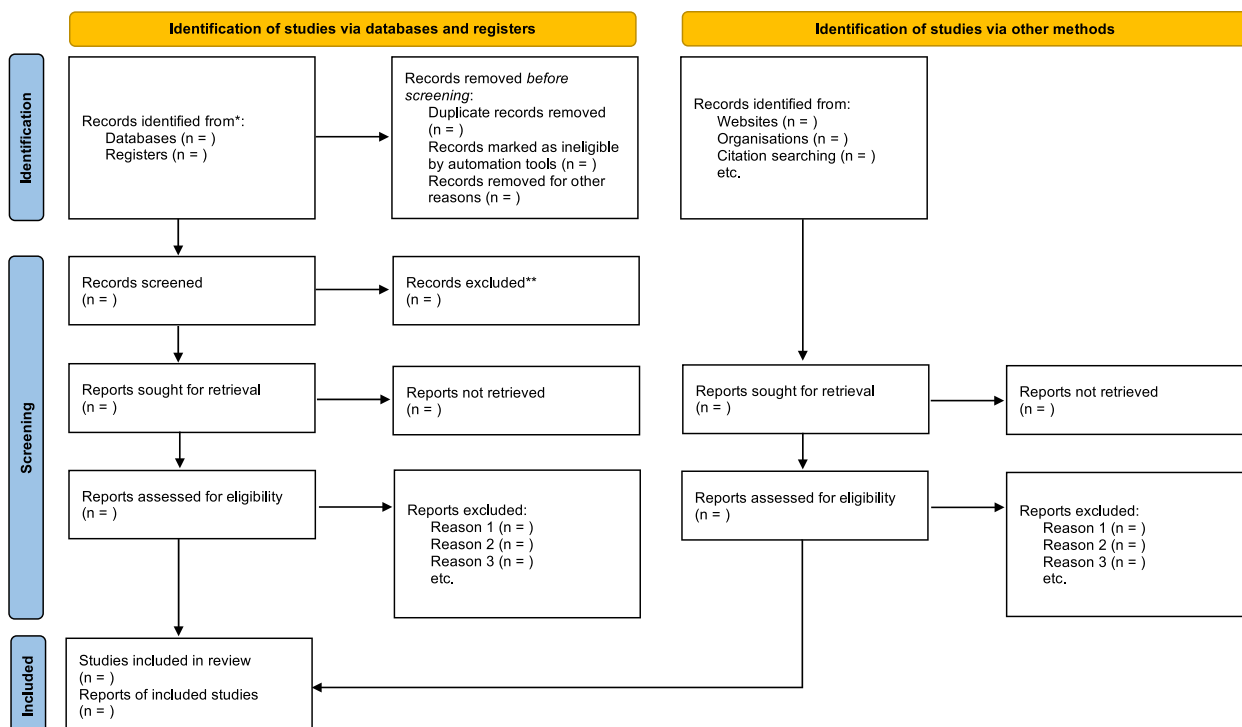 Identification of studies via databases and registers
Identification of studies via other methods
Identification
Records identified from*:
Databases (n = )
Registers (n = )
Records removed before
screening:
Duplicate records removed
(n = )
Records marked as ineligible
by automation tools (n = )
Records removed for other
reasons (n = )
Records identified from:
Websites (n = )
Organisations (n = )
Citation searching (n = )
etc.
Screening
Records screened
(n = )
Records excluded**
(n = )
Reports sought for retrieval
(n = )
Reports not retrieved
(n = )
Reports sought for retrieval
(n = )
Reports not retrieved
(n = )
Reports assessed for eligibility
(n = )
Reports excluded:
Reason 1 (n = )
Reason 2 (n = )
Reason 3 (n = )
etc.
Reports assessed for eligibility
(n = )
Reports excluded:
Reason 1 (n = )
Reason 2 (n = )
Reason 3 (n = )
etc.
Included
Studies included in review
(n = )
Reports of included studies
(n = )